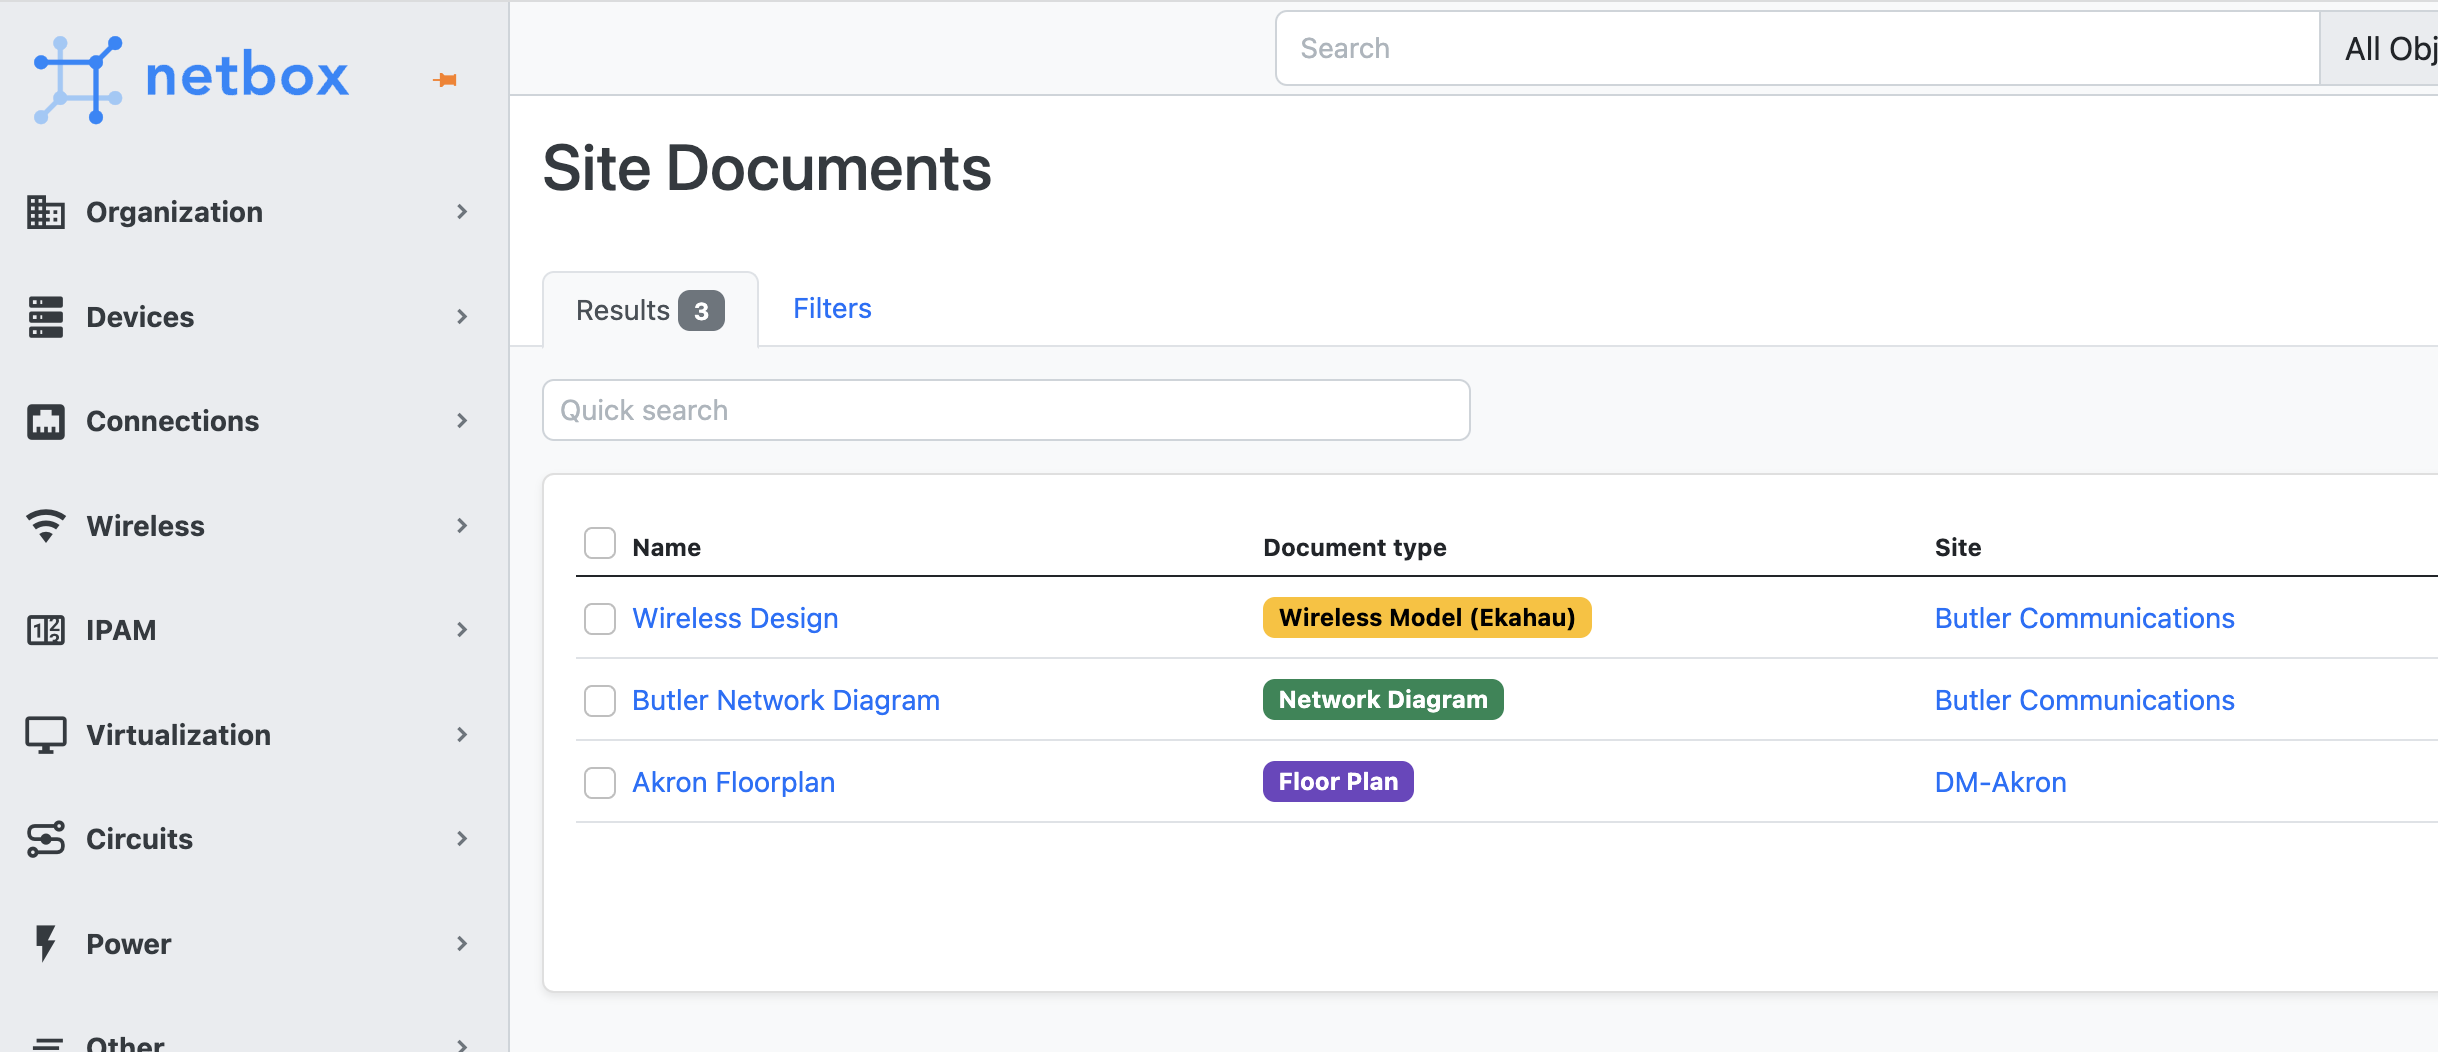 netbox
Search
All Obj
Organization
Devices
Connections
Wireless
IPAM
Virtualization
Circuits
Power
Other
Site Documents
Results 3
Filters
Quick search
Name Document type Site
Wireless Design Wireless Model (Ekahau) Butler Communications
Butler Network Diagram Network Diagram Butler Communications
Akron Floorplan Floor Plan DM-Akron